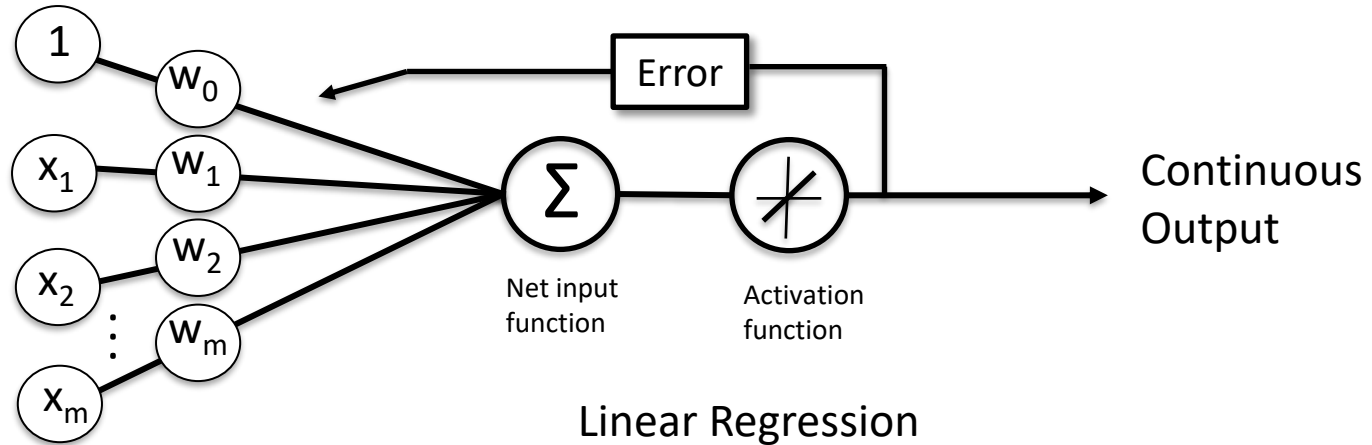 1
w₀
Error
x₁
w₁
Σ
Continuous
Output
x₂
w₂
Net input
function
Activation
function
⋮
wₘ
xₘ
Linear Regression